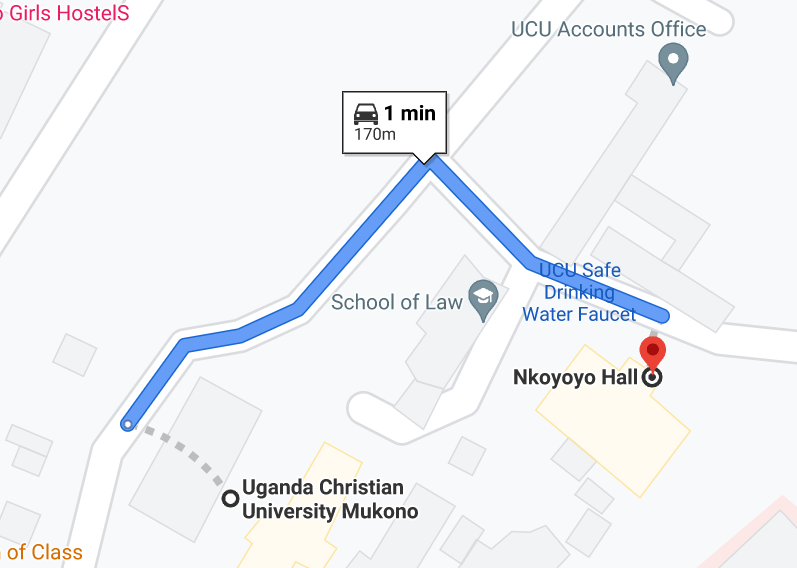 Girls HostelS
UCU Accounts Office
1 min
170m
UCU Safe
Drinking
Water Faucet
School of Law
Nkoyoyo Hall
Uganda Christian
University Mukono
of Class